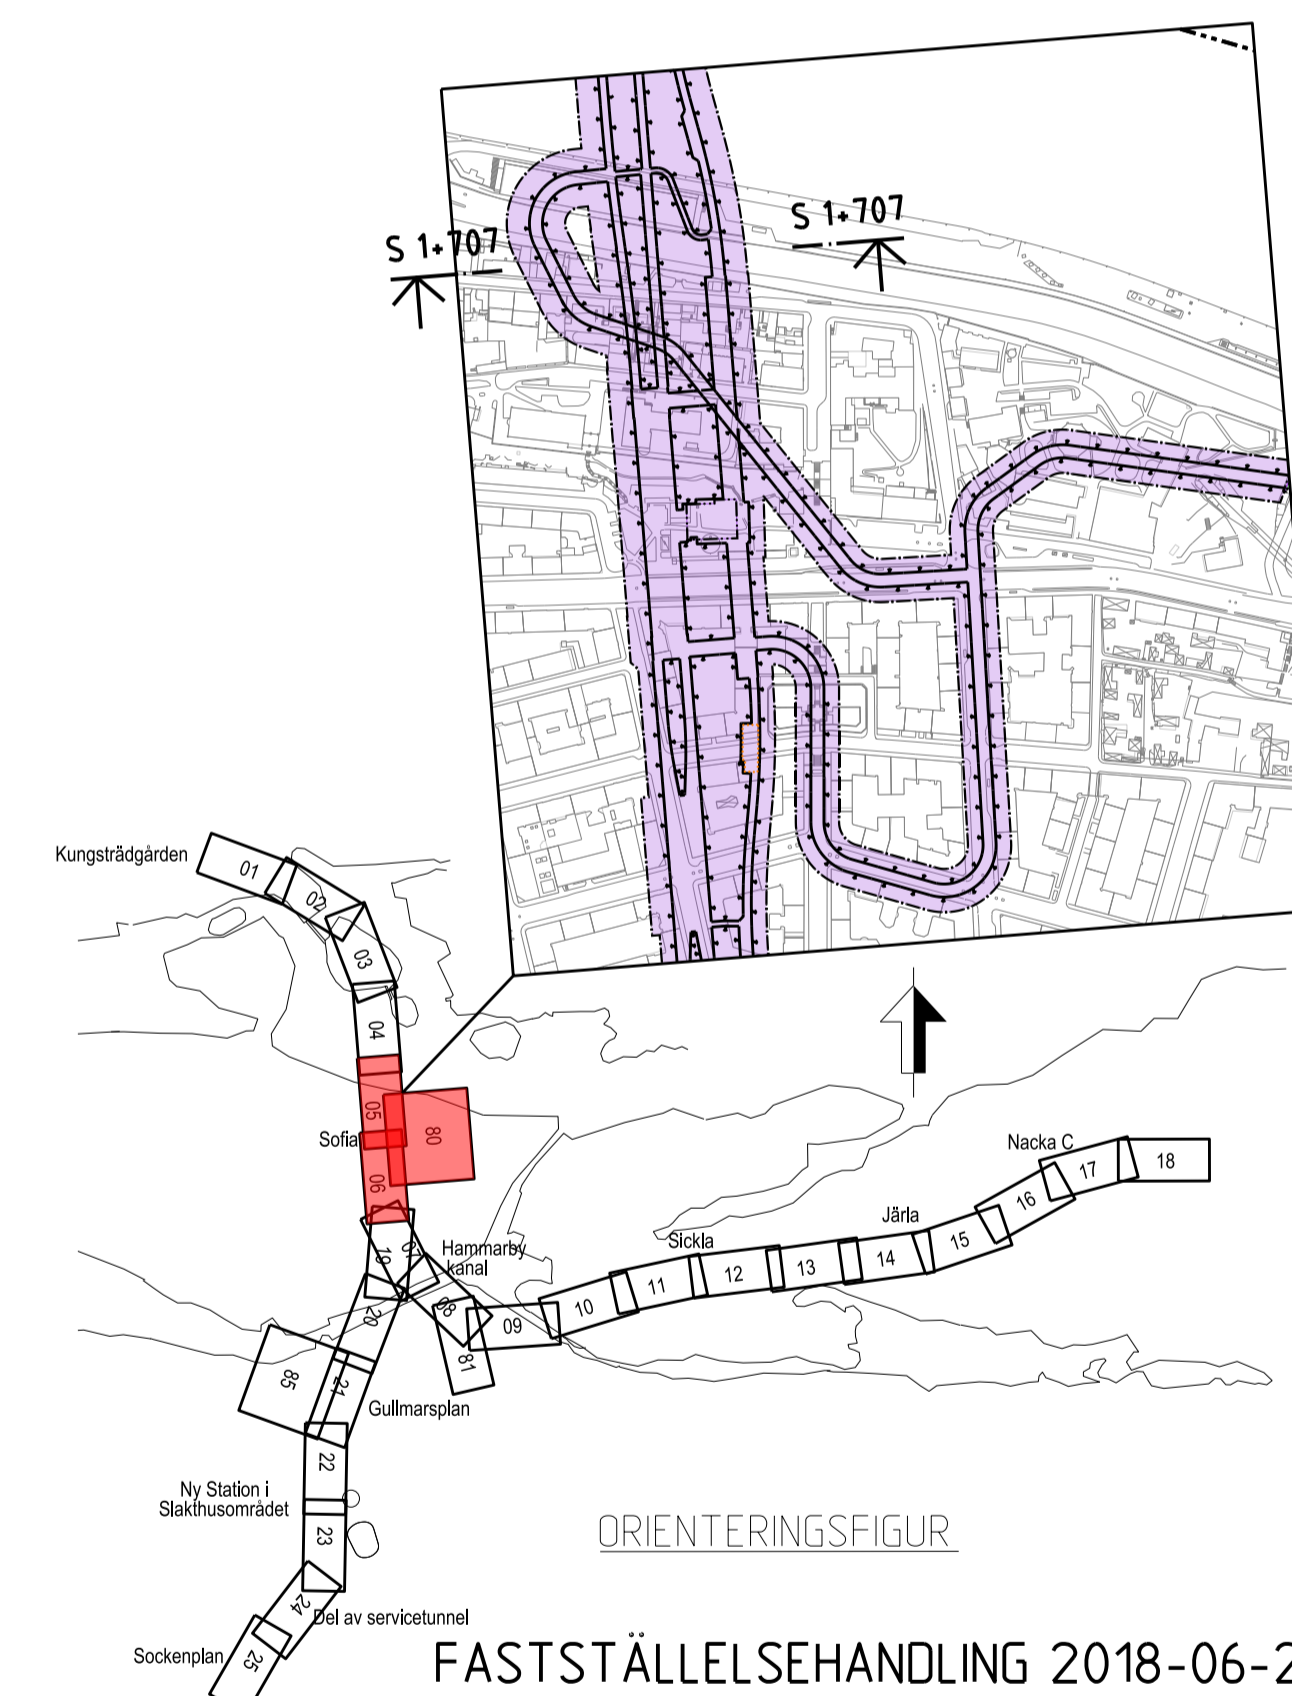 S 1+707
S 1+707
Kungsträdgården
01
02
03
04
05
Sofia
80
06
Nacka C
17
18
16
Järla
19
07
Hammarby
kanal
Sickla
15
14
13
12
11
10
20
08
09
81
85
21
Gullmarsplan
22
Ny Station i
Slakthusområdet
23
ORIENTERINGSFIGUR
24
Del av servicetunnel
Sockenplan
25
FASTSTÄLLELSEHANDLING 2018-06-2